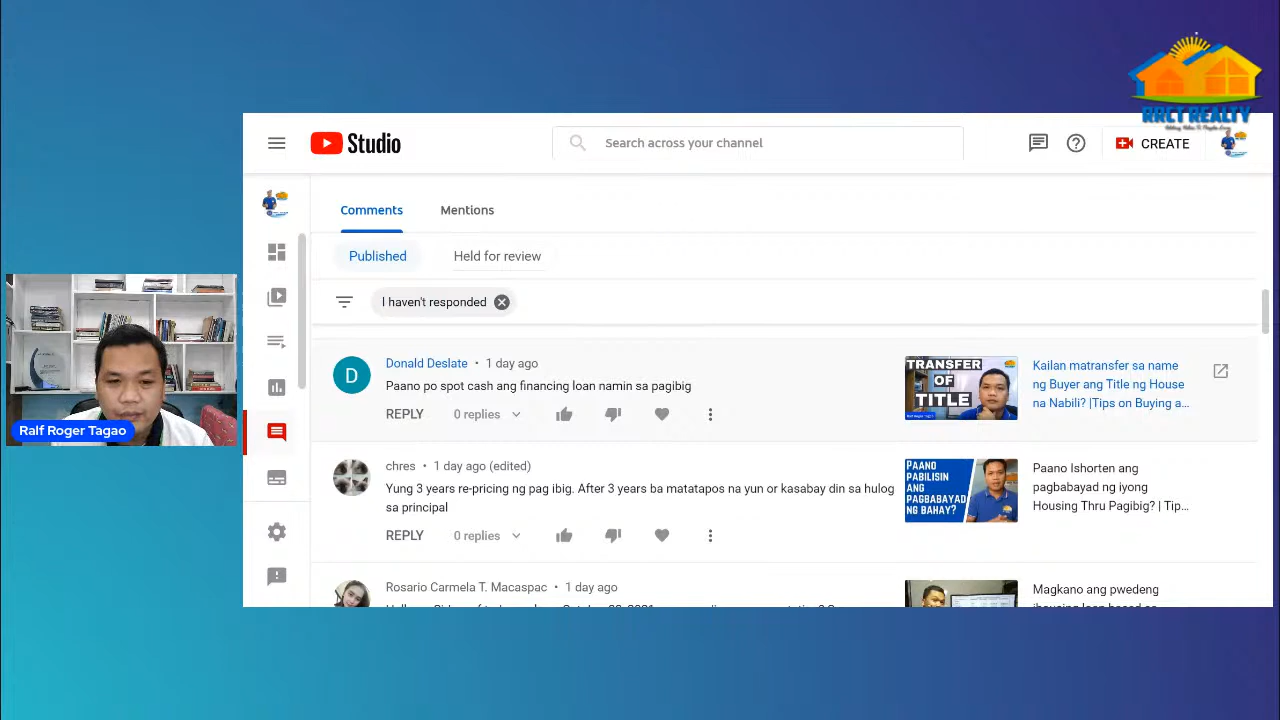 RRCT REALTY
Studio
Search across your channel
CREATE
Comments
Mentions
Published
Held for review
I haven't responded
Donald Deslate • 1 day ago
Paano po spot cash ang financing loan namin sa pagibig
REPLY
0 replies
TRANSFER
OF
TITLE
Kailan matransfer sa name
ng Buyer ang Title ng House
na Nabili? |Tips on Buying a...
chres • 1 day ago (edited)
Yung 3 years re-pricing ng pag ibig. After 3 years ba matatapos na yun or kasabay din sa hulog
sa principal
REPLY
0 replies
PAANO
PABILISIN
ANG
PAGBABAYAD
NG BAHAY?
Paano Ishorten ang
pagbabayad ng iyong
Housing Thru Pagibig? | Tip...
Rosario Carmela T. Macaspac • 1 day ago
Magkano ang pwedeng
Ralf Roger Tagao
D